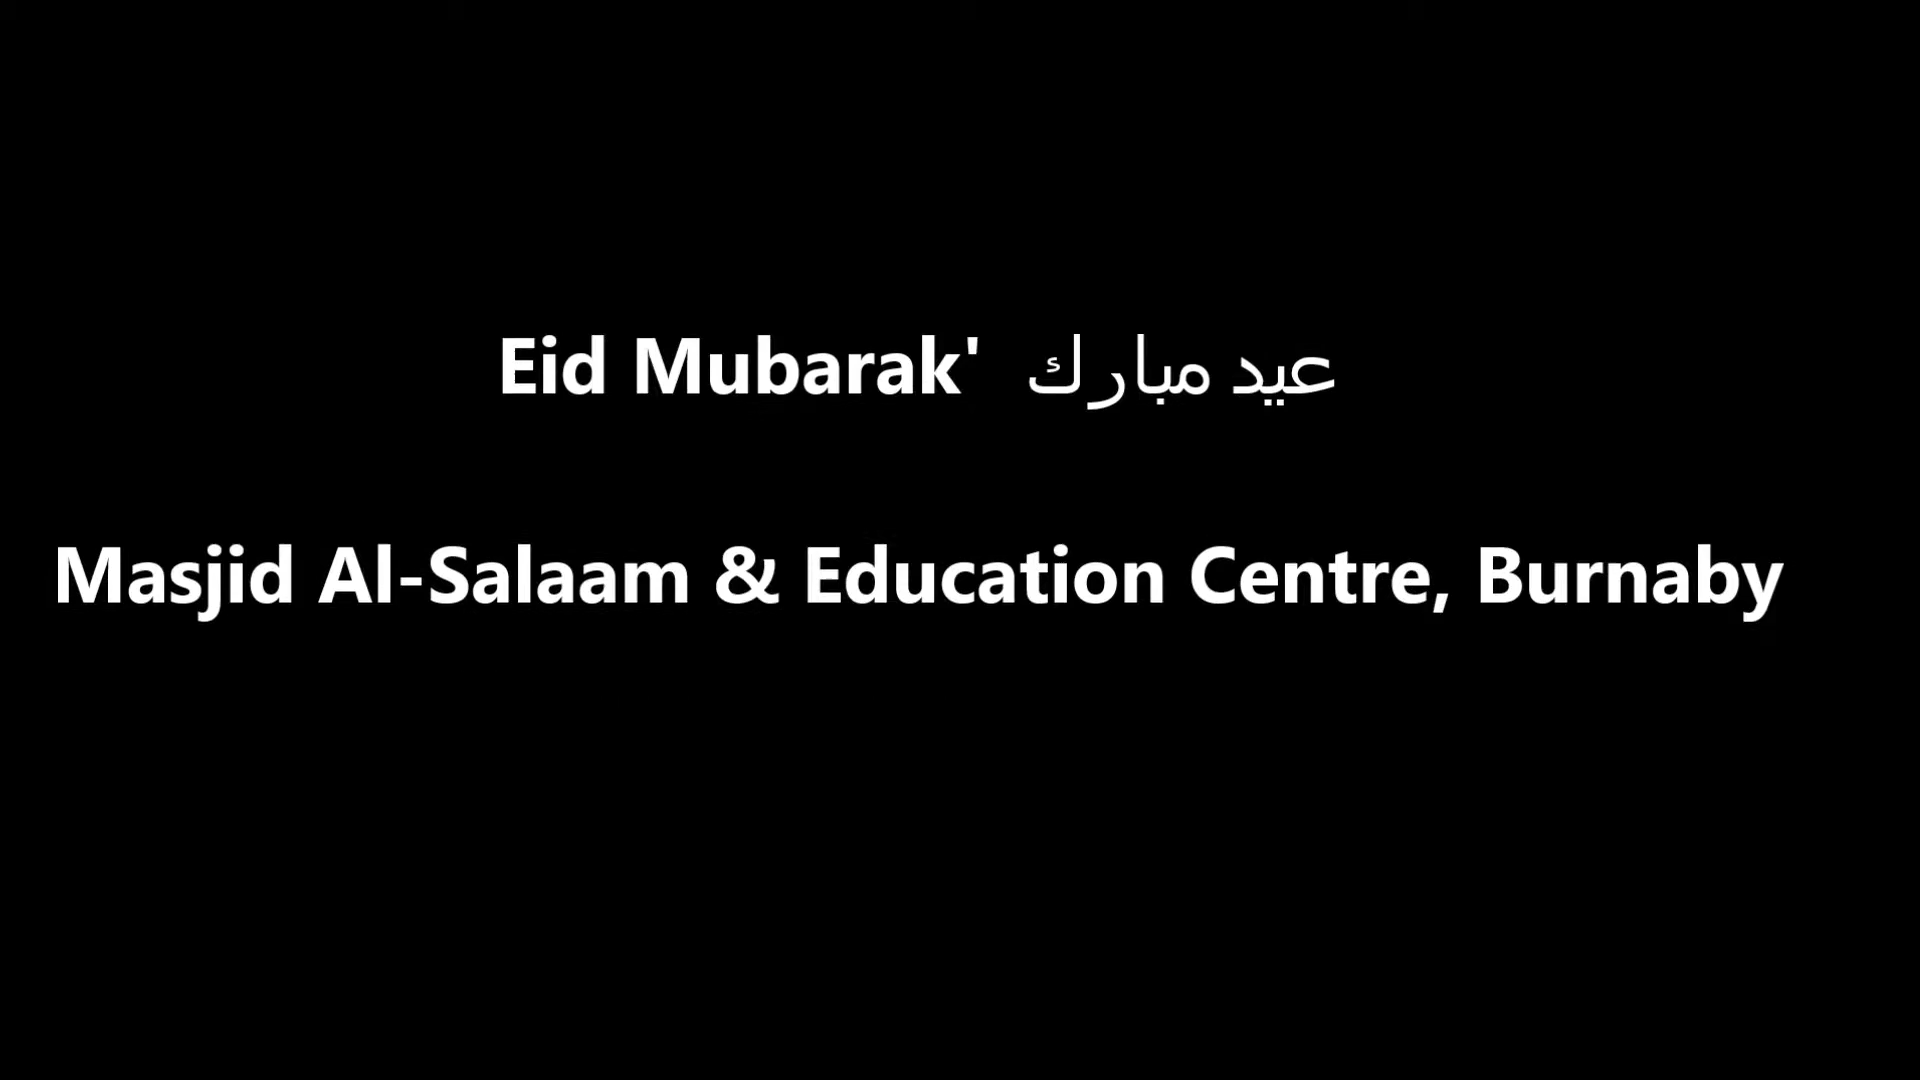 Eid Mubarak' عيد مبارك
Masjid Al-Salaam & Education Centre, Burnaby